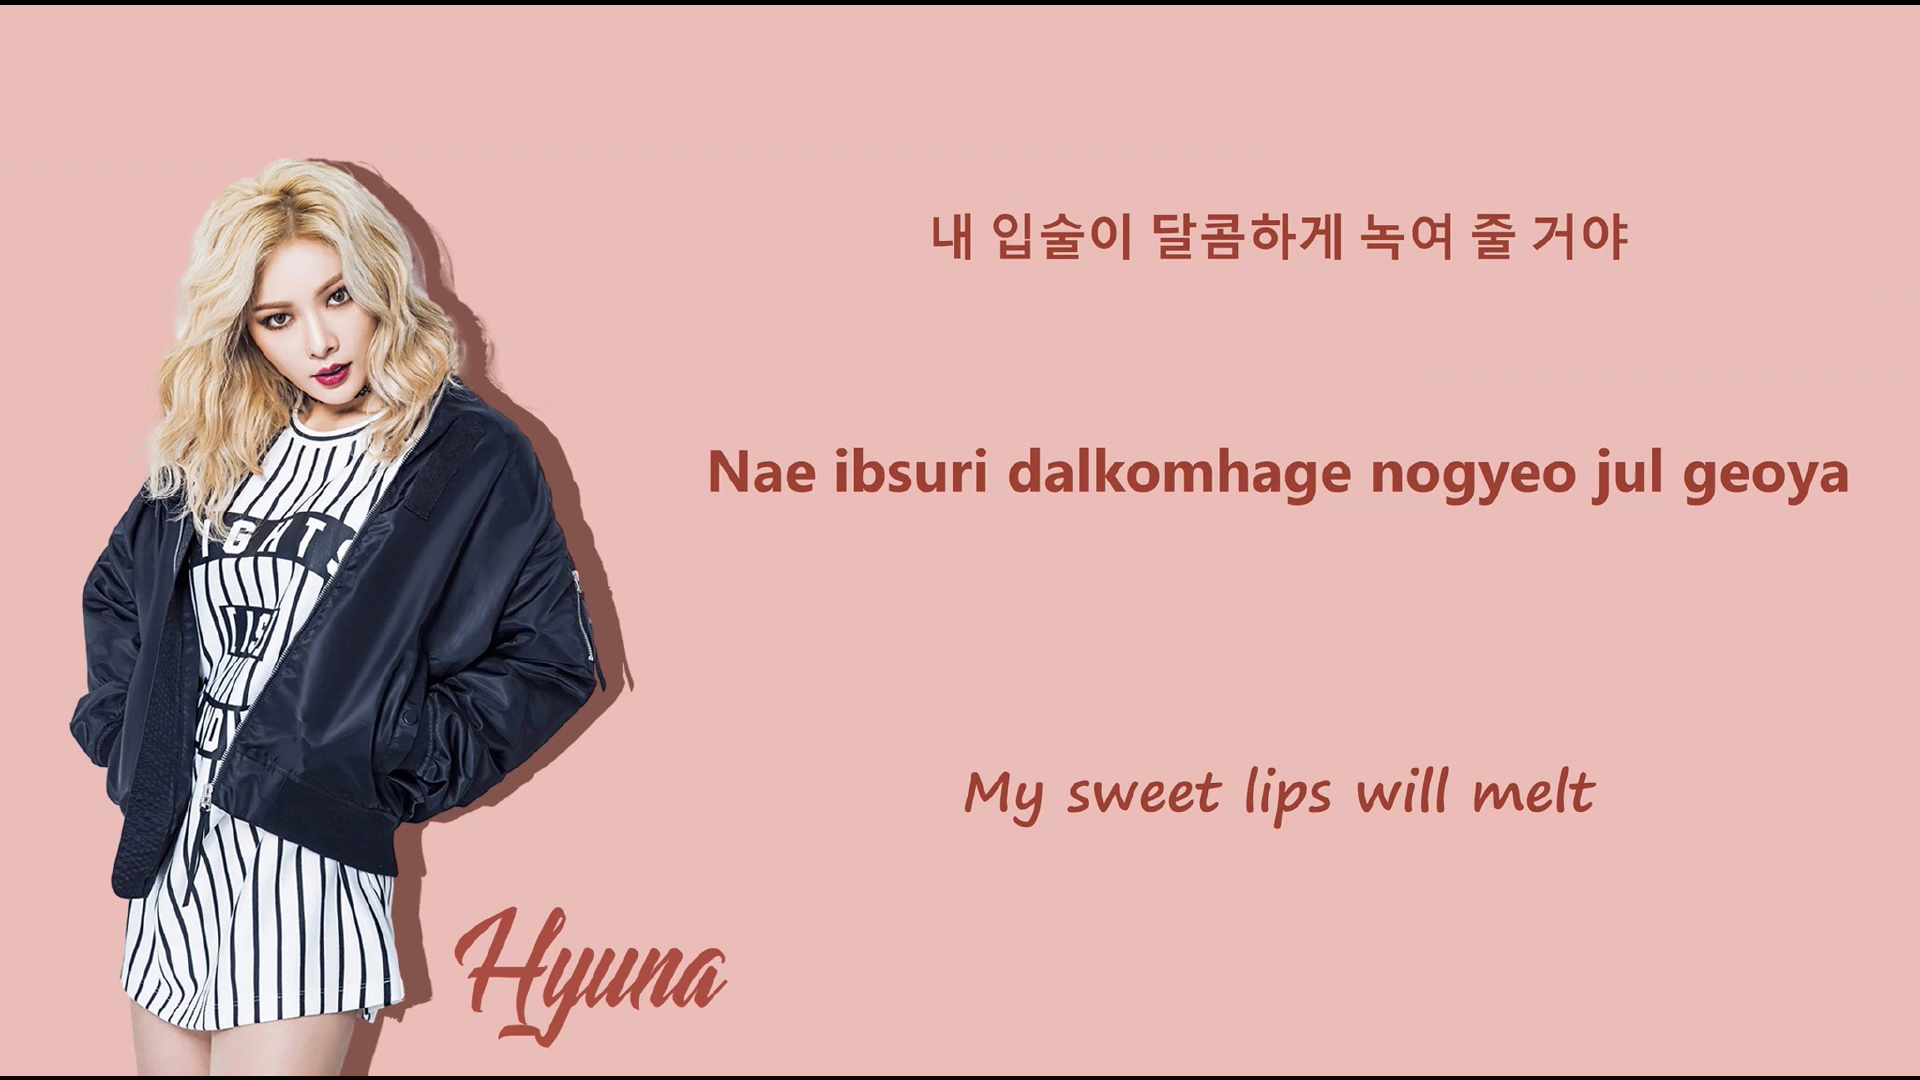 내 입술이 달콤하게 녹여 줄 거야
Nae ibsuri dalkomhage nogyeo jul geoya
My sweet lips will melt
Hyuna